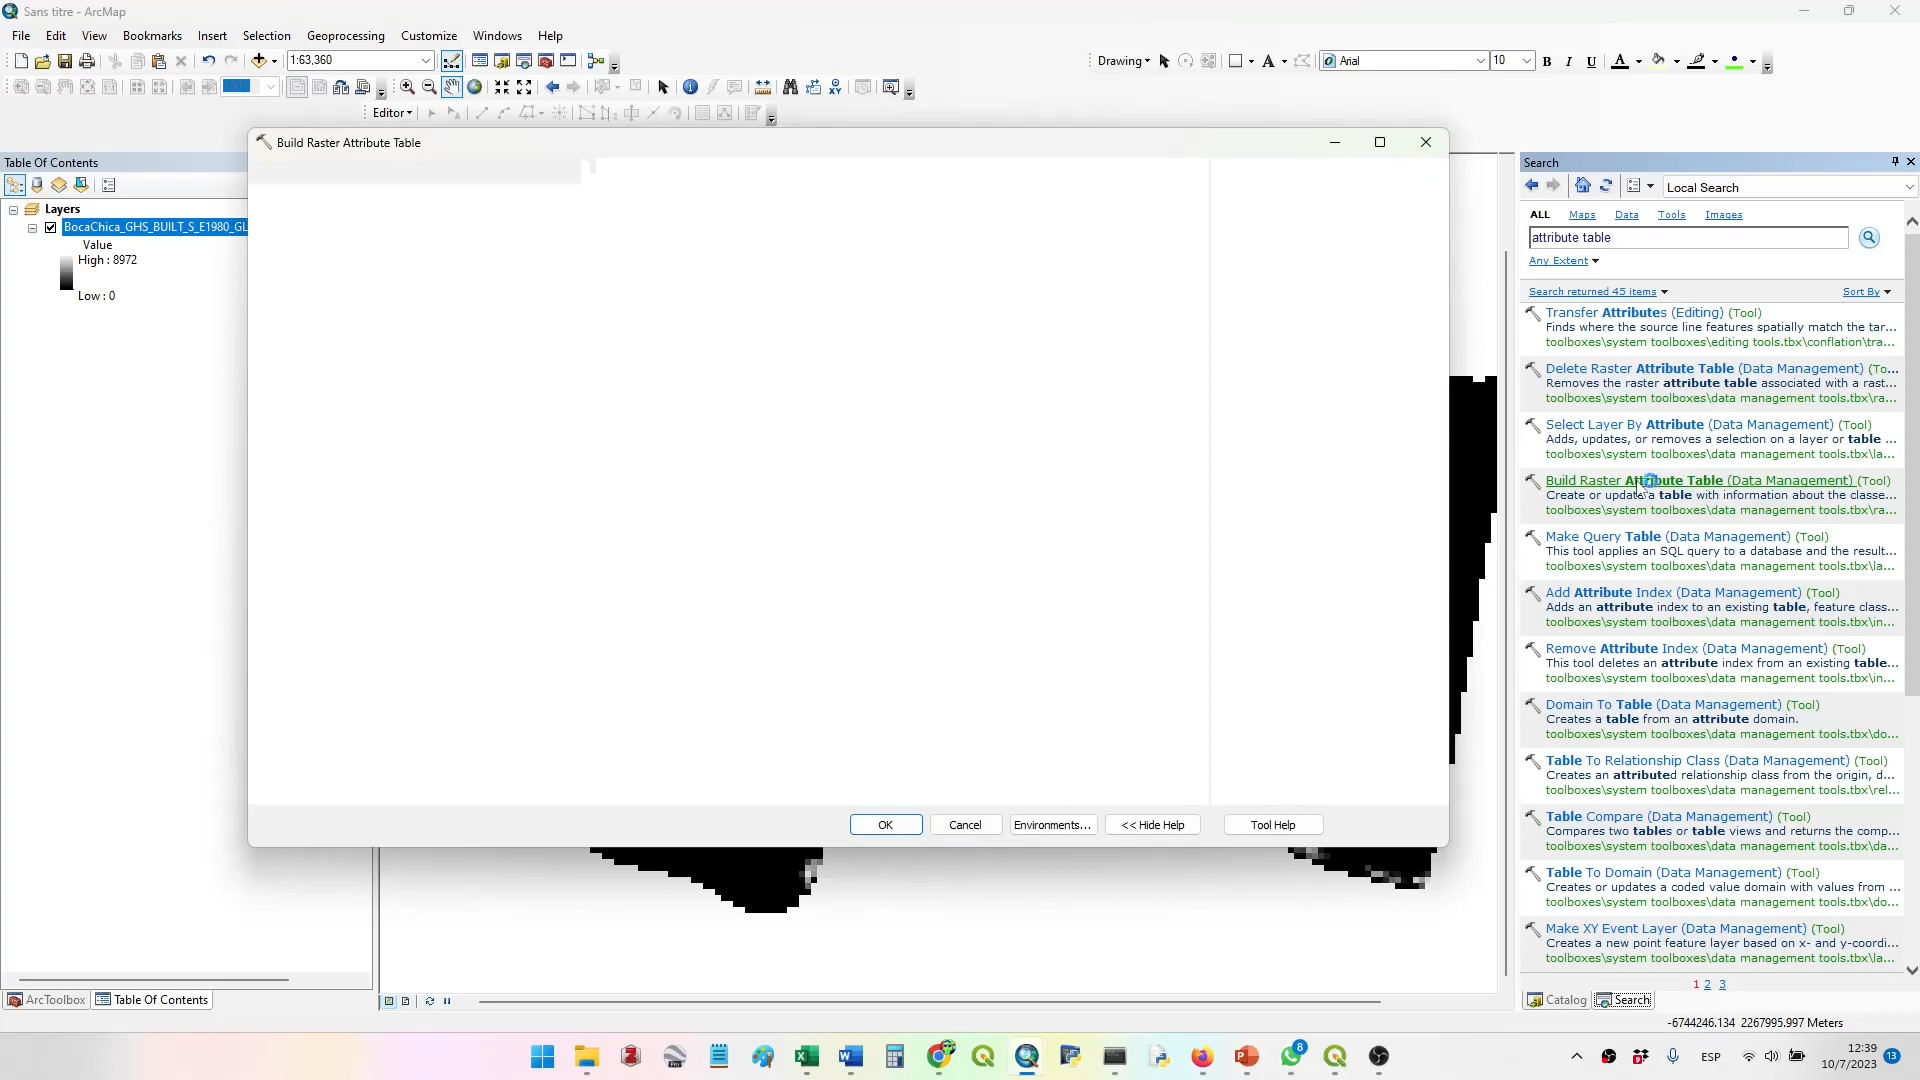 Sans titre - ArcMap
File Edit View Bookmarks Insert Selection Geoprocessing Customize Windows Help
1:63,360
Drawing
Arial
10
B I U A
Editor
Table Of Contents
Layers
BocaChica_GHS_BUILT_S_E1980_GL
Value
High : 8972
Low : 0
Build Raster Attribute Table
OK
Cancel
Environments...
<< Hide Help
Tool Help
Search
Local Search
ALL Maps Data Tools Images
attribute table
Any Extent
Search returned 45 items
Sort By
Transfer Attributes (Editing) (Tool)
Finds where the source line features spatially match the tar...
toolboxes\system toolboxes\editing tools.tbx\conflation\tra...
Delete Raster Attribute Table (Data Management) (To...
Removes the raster attribute table associated with a rast...
toolboxes\system toolboxes\data management tools.tbx\ra...
Select Layer By Attribute (Data Management) (Tool)
Adds, updates, or removes a selection on a layer or table ...
toolboxes\system toolboxes\data management tools.tbx\la...
Build Raster Attribute Table (Data Management) (Tool)
Create or update a table with information about the classe...
toolboxes\system toolboxes\data management tools.tbx\ra...
Make Query Table (Data Management) (Tool)
This tool applies an SQL query to a database and the result...
toolboxes\system toolboxes\data management tools.tbx\la...
Add Attribute Index (Data Management) (Tool)
Adds an attribute index to an existing table, feature class...
toolboxes\system toolboxes\data management tools.tbx\in...
Remove Attribute Index (Data Management) (Tool)
This tool deletes an attribute index from an existing table...
toolboxes\system toolboxes\data management tools.tbx\in...
Domain To Table (Data Management) (Tool)
Creates a table from an attribute domain.
toolboxes\system toolboxes\data management tools.tbx\do...
Table To Relationship Class (Data Management) (Tool)
Creates an attributed relationship class from the origin, d...
toolboxes\system toolboxes\data management tools.tbx\rel...
Table Compare (Data Management) (Tool)
Compares two tables or table views and returns the comp...
toolboxes\system toolboxes\data management tools.tbx\da...
Table To Domain (Data Management) (Tool)
Creates or updates a coded value domain with values from ...
toolboxes\system toolboxes\data management tools.tbx\do...
Make XY Event Layer (Data Management) (Tool)
Creates a new point feature layer based on x- and y-coordi...
toolboxes\system toolboxes\data management tools.tbx\la...
1 2 3
ArcToolbox
Table Of Contents
Catalog
Search
-6744246.134 2267995.997 Meters
8
ESP
12:39
10/7/2023
13